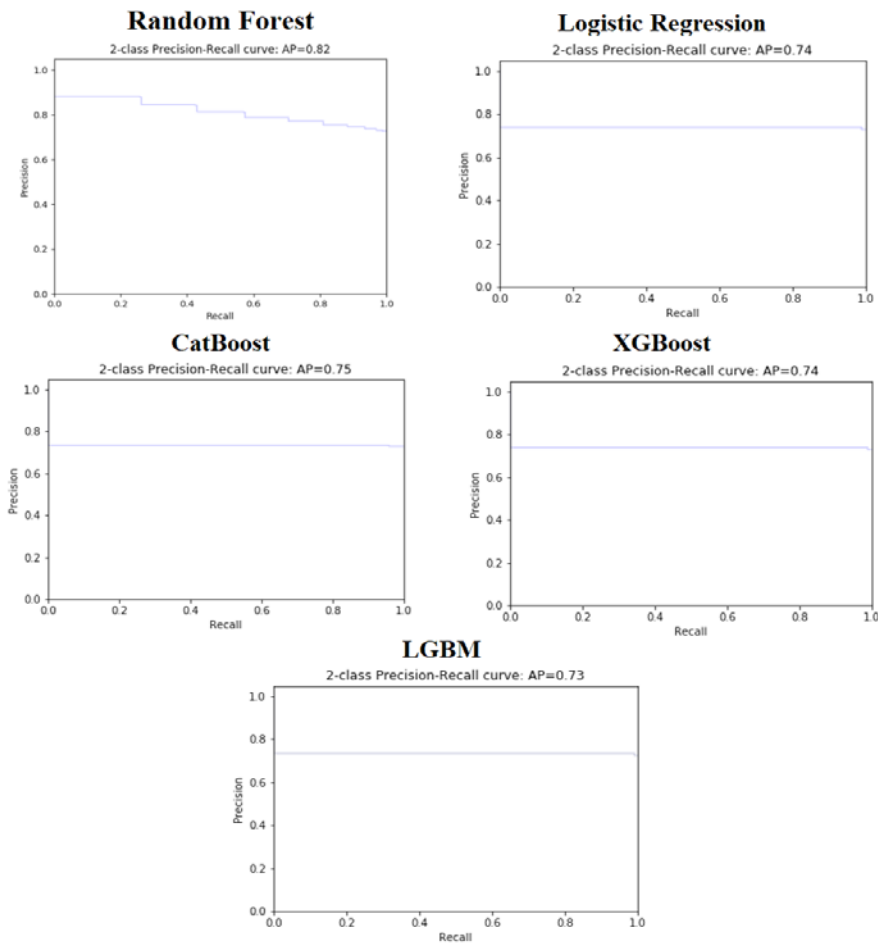 Random Forest
2-class Precision-Recall curve: AP=0.82
1.0
0.8
0.6
0.4
0.2
0.0
Precision
0.0 0.2 0.4 0.6 0.8 1.0
Recall
Logistic Regression
2-class Precision-Recall curve: AP=0.74
1.0
0.8
0.6
0.4
0.2
0.0
Precision
0.0 0.2 0.4 0.6 0.8 1.0
Recall
CatBoost
2-class Precision-Recall curve: AP=0.75
1.0
0.8
0.6
0.4
0.2
0.0
Precision
0.0 0.2 0.4 0.6 0.8 1.0
Recall
XGBoost
2-class Precision-Recall curve: AP=0.74
1.0
0.8
0.6
0.4
0.2
0.0
Precision
0.0 0.2 0.4 0.6 0.8 1.0
Recall
LGBM
2-class Precision-Recall curve: AP=0.73
1.0
0.8
0.6
0.4
0.2
0.0
Precision
0.0 0.2 0.4 0.6 0.8 1.0
Recall